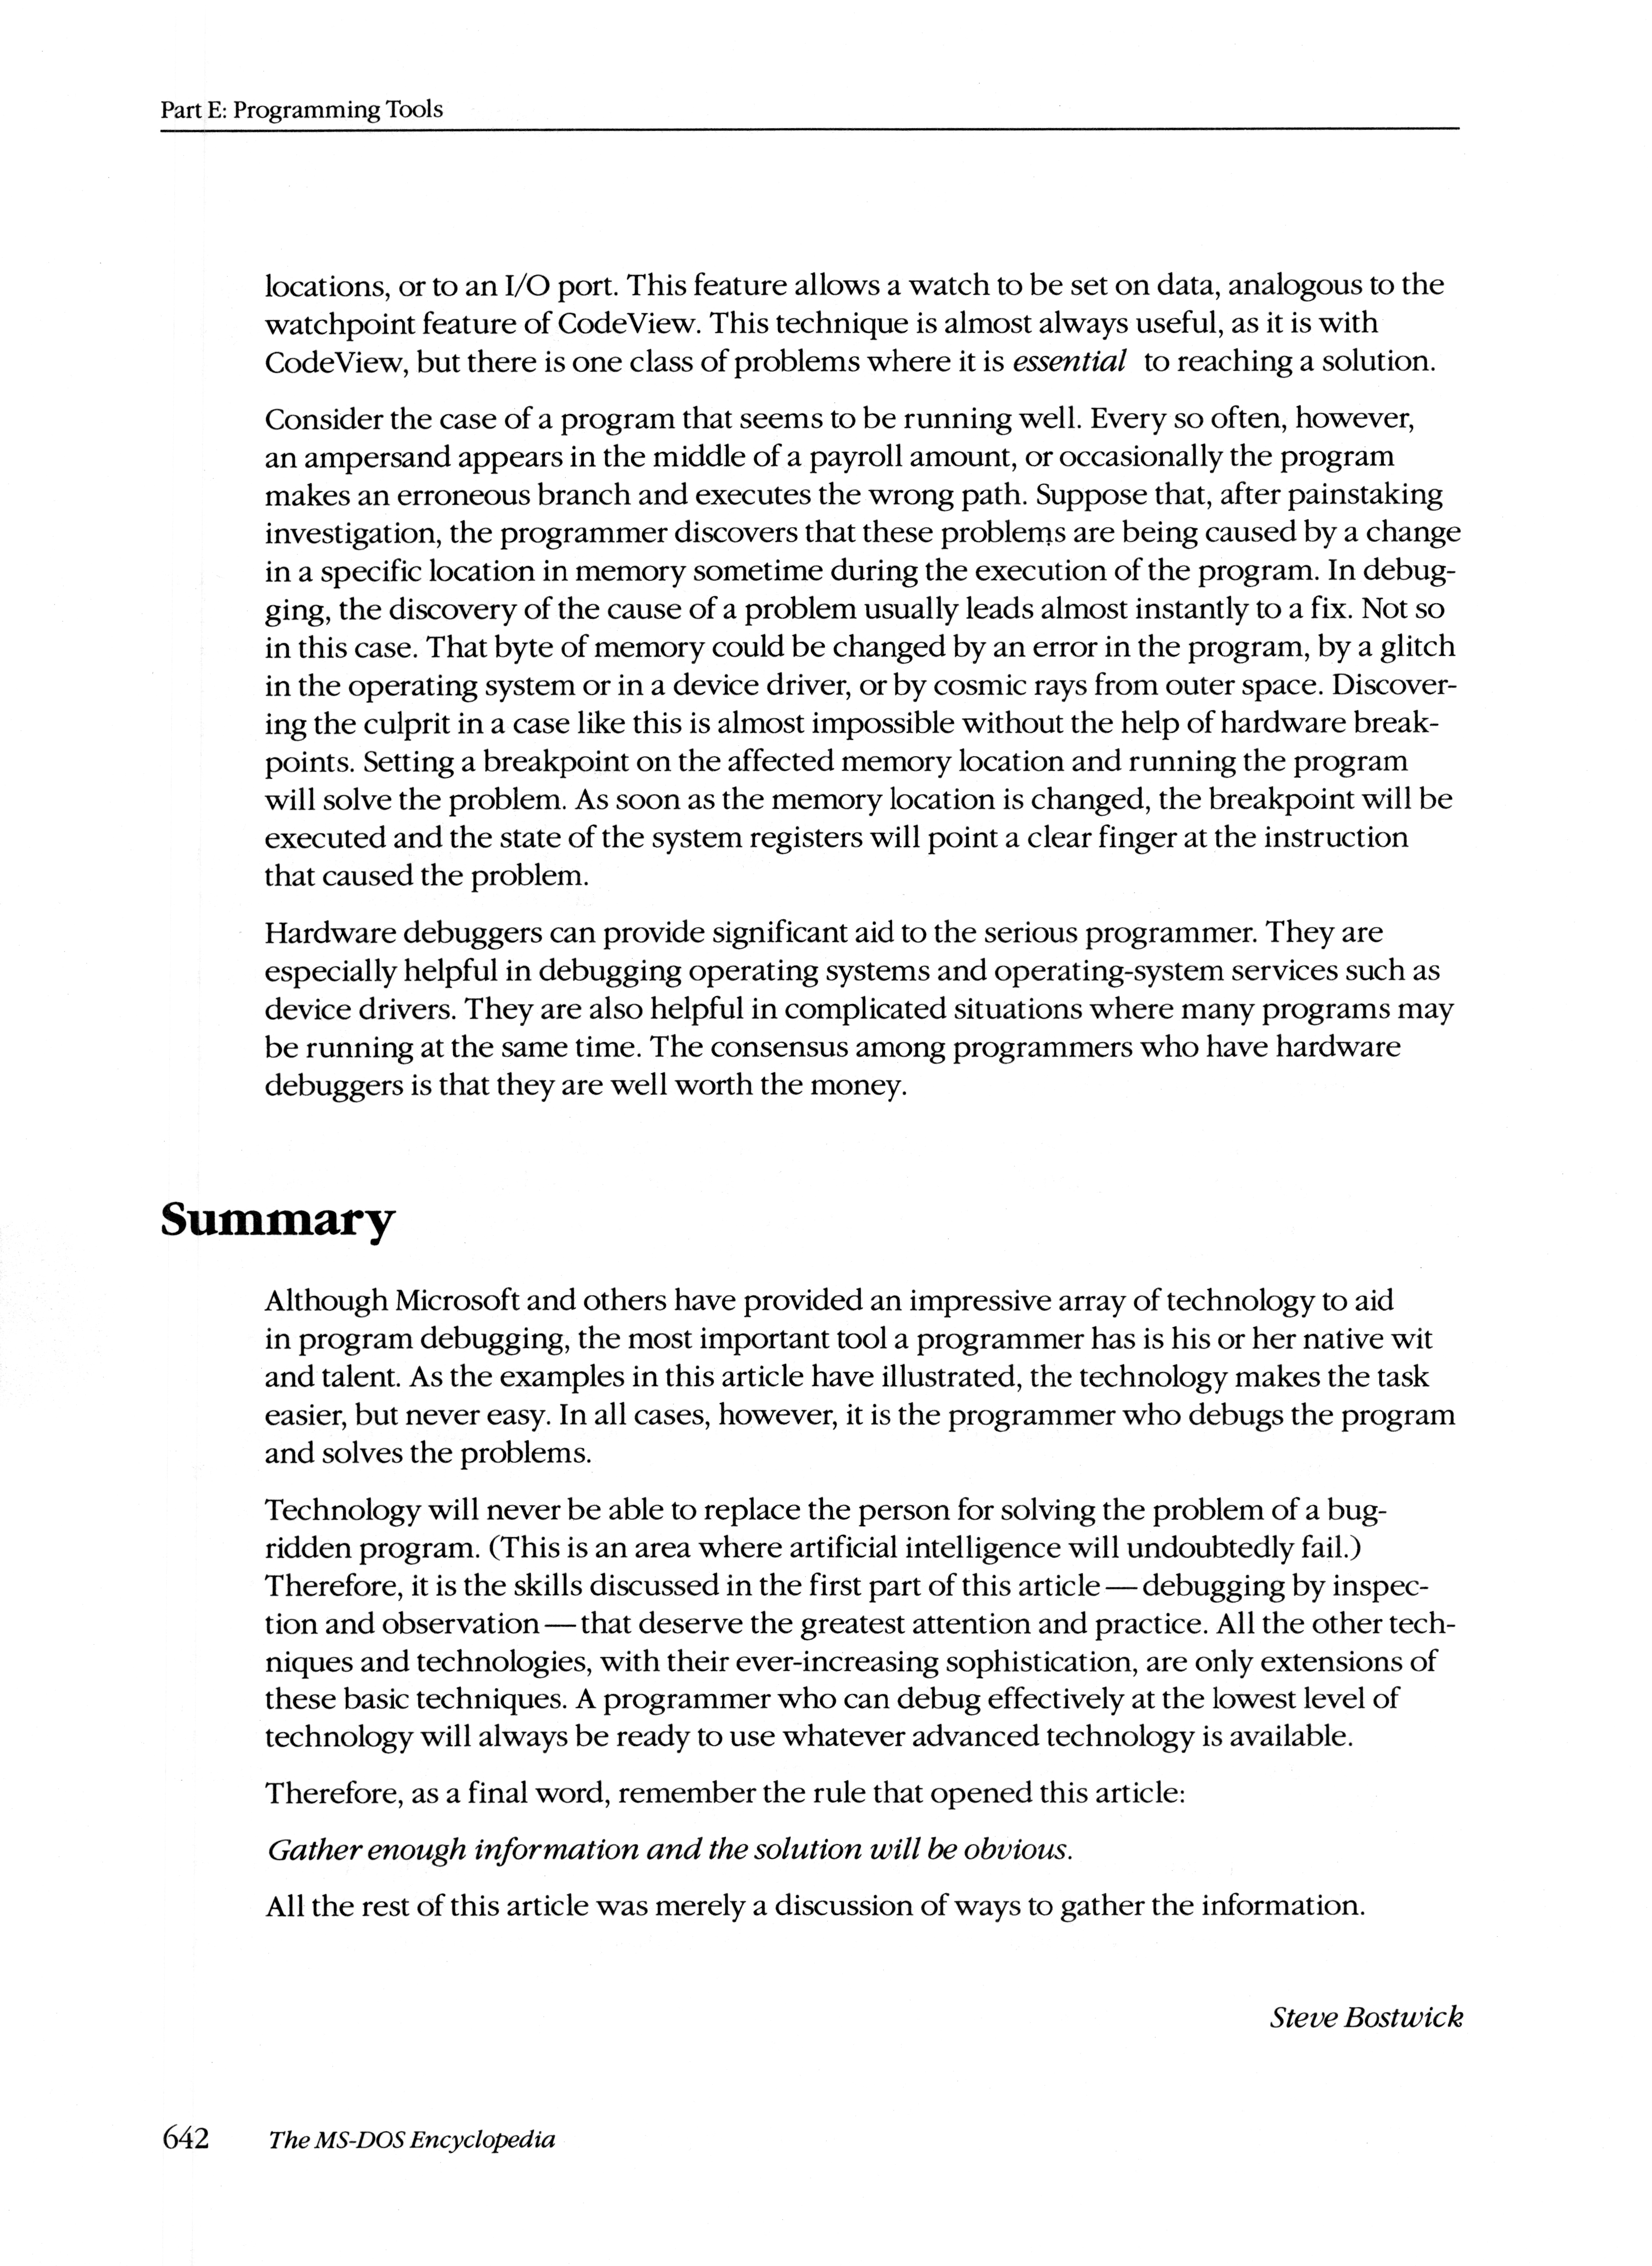 Part E: Programming Tools
locations, or to an I/O port. This feature allows a watch to be set on data, analogous to the
watchpoint feature of CodeView. This technique is almost always useful, as it is with
CodeView, but there is one class of problems where it is essential to reaching a solution.
Consider the case of a program that seems to be running well. Every so often, however,
an ampersand appears in the middle of a payroll amount, or occasionally the program
makes an erroneous branch and executes the wrong path. Suppose that, after painstaking
investigation, the programmer discovers that these problems are being caused by a change
in a specific location in memory sometime during the execution of the program. In debug-
ging, the discovery of the cause of a problem usually leads almost instantly to a fix. Not so
in this case. That byte of memory could be changed by an error in the program, by a glitch
in the operating system or in a device driver, or by cosmic rays from outer space. Discover-
ing the culprit in a case like this is almost impossible without the help of hardware break-
points. Setting a breakpoint on the affected memory location and running the program
will solve the problem. As soon as the memory location is changed, the breakpoint will be
executed and the state of the system registers will point a clear finger at the instruction
that caused the problem.
Hardware debuggers can provide significant aid to the serious programmer. They are
especially helpful in debugging operating systems and operating-system services such as
device drivers. They are also helpful in complicated situations where many programs may
be running at the same time. The consensus among programmers who have hardware
debuggers is that they are well worth the money.
Summary
Although Microsoft and others have provided an impressive array of technology to aid
in program debugging, the most important tool a programmer has is his or her native wit
and talent. As the examples in this article have illustrated, the technology makes the task
easier, but never easy. In all cases, however, it is the programmer who debugs the program
and solves the problems.
Technology will never be able to replace the person for solving the problem of a bug-
ridden program. (This is an area where artificial intelligence will undoubtedly fail.)
Therefore, it is the skills discussed in the first part of this article — debugging by inspec-
tion and observation — that deserve the greatest attention and practice. All the other tech-
niques and technologies, with their ever-increasing sophistication, are only extensions of
these basic techniques. A programmer who can debug effectively at the lowest level of
technology will always be ready to use whatever advanced technology is available.
Therefore, as a final word, remember the rule that opened this article:
Gather enough information and the solution will be obvious.
All the rest of this article was merely a discussion of ways to gather the information.
Steve Bostwick
642 The MS-DOS Encyclopedia